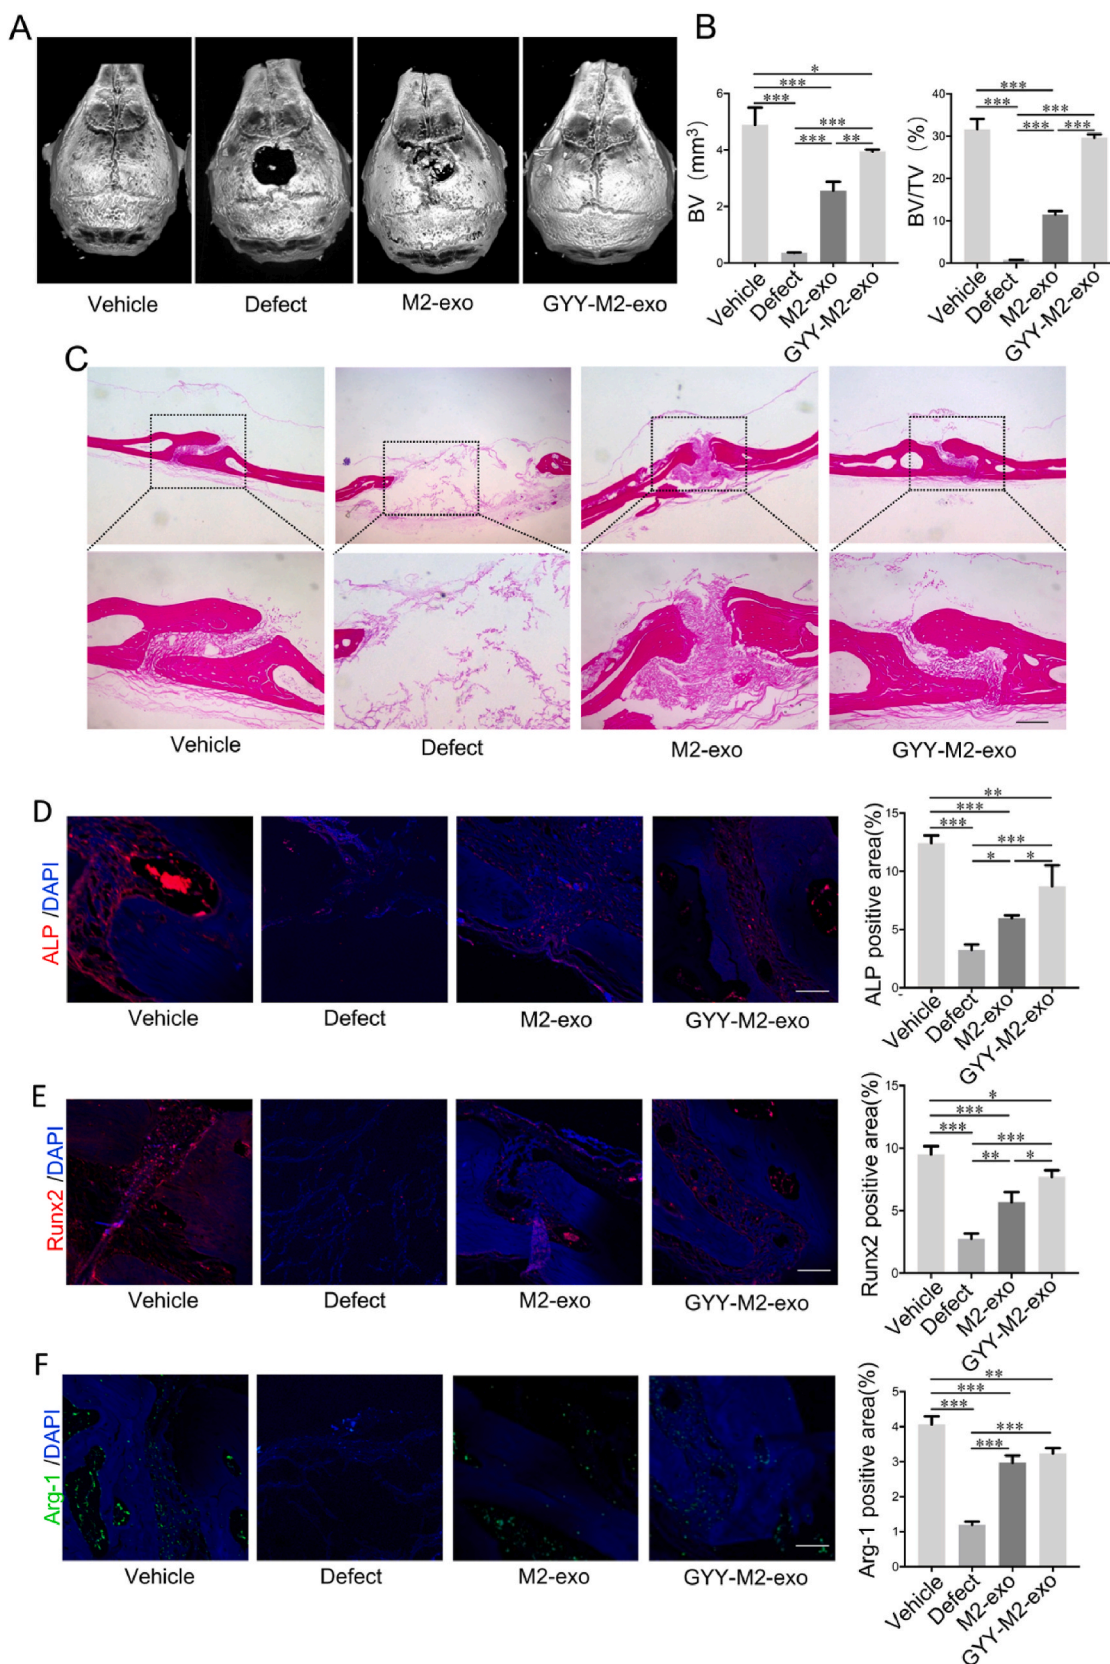 A
Vehicle
Defect
M2-exo
GYY-M2-exo
B
BV (mm³)
6
4
2
0
*
***
***
***
*** **
Vehicle
Defect
M2-exo
GYY-M2-exo
BV/TV (%)
40
30
20
10
0
***
***
***
*** ***
Vehicle
Defect
M2-exo
GYY-M2-exo
C
Vehicle
Defect
M2-exo
GYY-M2-exo
D
ALP /DAPI
Vehicle
Defect
M2-exo
GYY-M2-exo
ALP positive area(%)
15
10
5
0
**
***
***
***
* *
Vehicle
Defect
M2-exo
GYY-M2-exo
E
Runx2 /DAPI
Vehicle
Defect
M2-exo
GYY-M2-exo
Runx2 positive area(%)
15
10
5
0
*
***
***
***
** *
Vehicle
Defect
M2-exo
GYY-M2-exo
F
Arg-1 /DAPI
Vehicle
Defect
M2-exo
GYY-M2-exo
Arg-1 positive area(%)
5
4
3
2
1
0
**
***
***
***
***
Vehicle
Defect
M2-exo
GYY-M2-exo